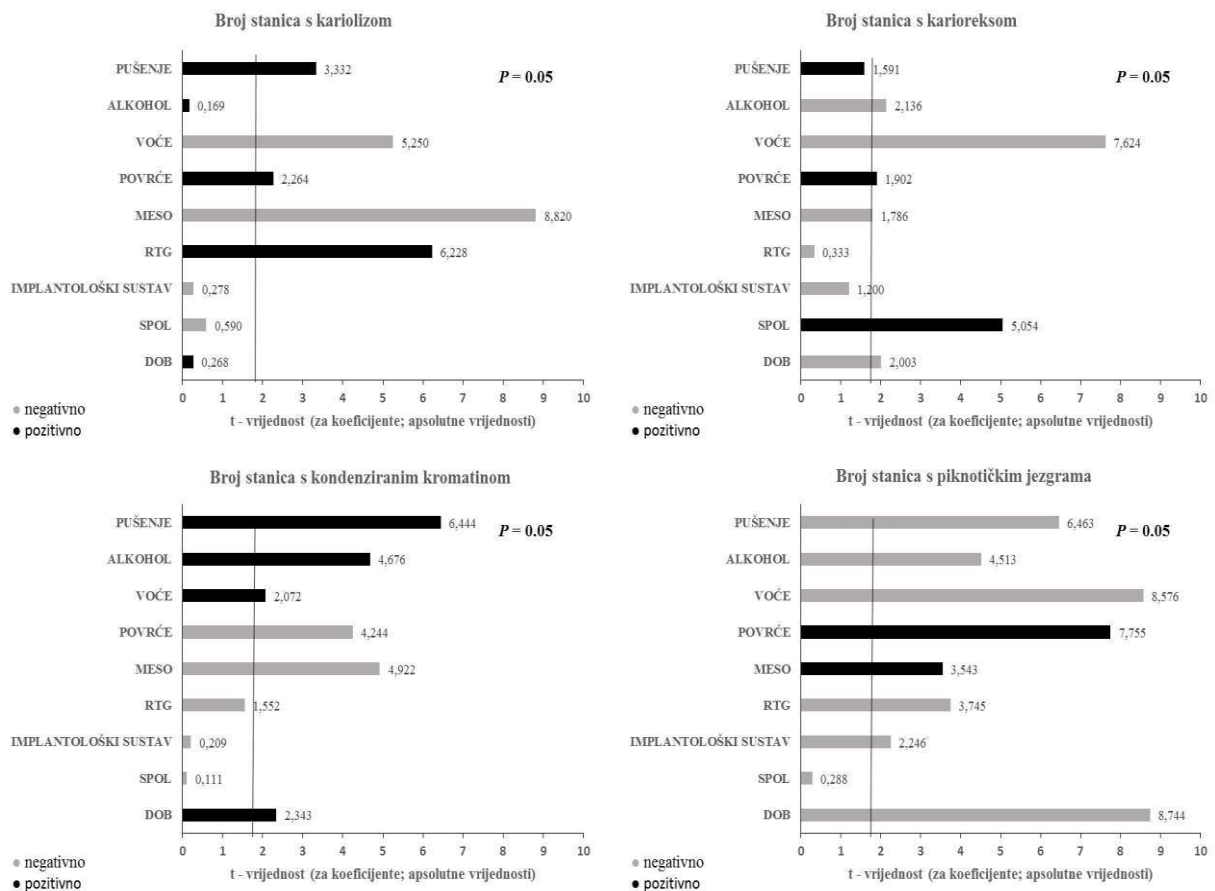 Broj stanica s kariolizom
P = 0.05
PUŠENJE 3,332
ALKOHOL 0,169
VOĆE 5,250
POVRĆE 2,264
MESO 8,820
RTG 6,228
IMPLANTOLOŠKI SUSTAV 0,278
SPOL 0,590
DOB 0,268
0 1 2 3 4 5 6 7 8 9 10
t - vrijednost (za koeficijente; apsolutne vrijednosti)
negativno
pozitivno
Broj stanica s karioreksom
P = 0.05
PUŠENJE 1,591
ALKOHOL 2,136
VOĆE 7,624
POVRĆE 1,902
MESO 1,786
RTG 0,333
IMPLANTOLOŠKI SUSTAV 1,200
SPOL 5,054
DOB 2,003
0 1 2 3 4 5 6 7 8 9 10
t - vrijednost (za koeficijente; apsolutne vrijednosti)
negativno
pozitivno
Broj stanica s kondenziranim kromatinom
P = 0.05
PUŠENJE 6,444
ALKOHOL 4,676
VOĆE 2,072
POVRĆE 4,244
MESO 4,922
RTG 1,552
IMPLANTOLOŠKI SUSTAV 0,209
SPOL 0,111
DOB 2,343
0 1 2 3 4 5 6 7 8 9 10
t - vrijednost (za koeficijente; apsolutne vrijednosti)
negativno
pozitivno
Broj stanica s piknotičkim jezgrama
P = 0.05
PUŠENJE 6,463
ALKOHOL 4,513
VOĆE 8,576
POVRĆE 7,755
MESO 3,543
RTG 3,745
IMPLANTOLOŠKI SUSTAV 2,246
SPOL 0,288
DOB 8,744
0 1 2 3 4 5 6 7 8 9 10
t - vrijednost (za koeficijente; apsolutne vrijednosti)
negativno
pozitivno